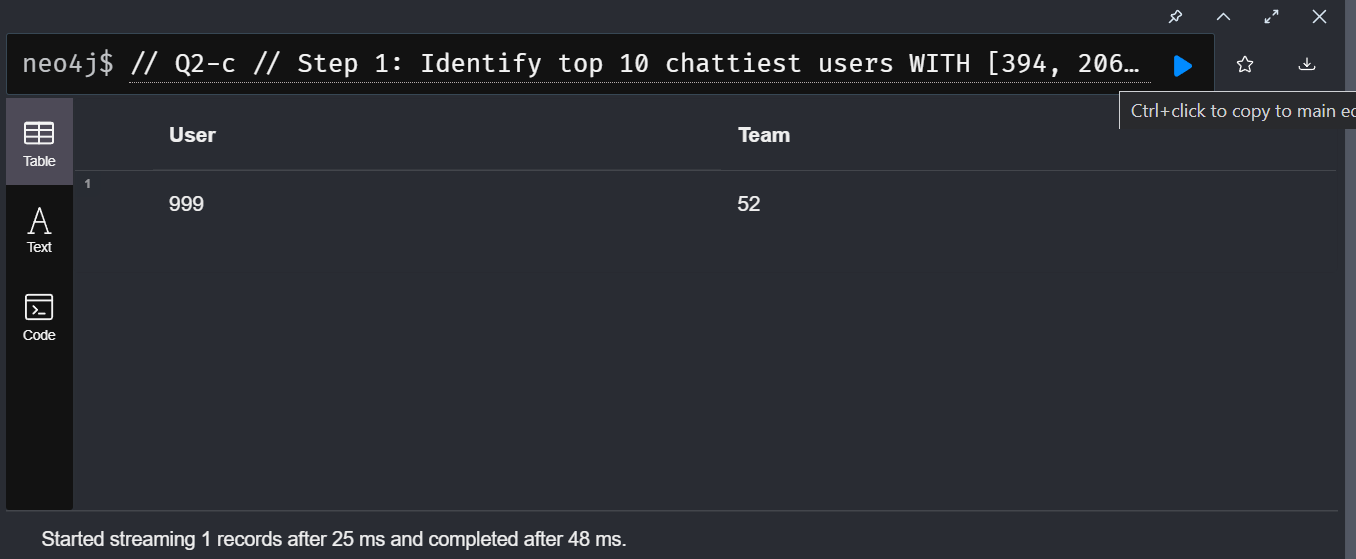 neo4j$ // Q2-c // Step 1: Identify top 10 chattiest users WITH [394, 206…
Ctrl+click to copy to main
User Team
Table
1
999 52
A
Text
Code
Started streaming 1 records after 25 ms and completed after 48 ms.